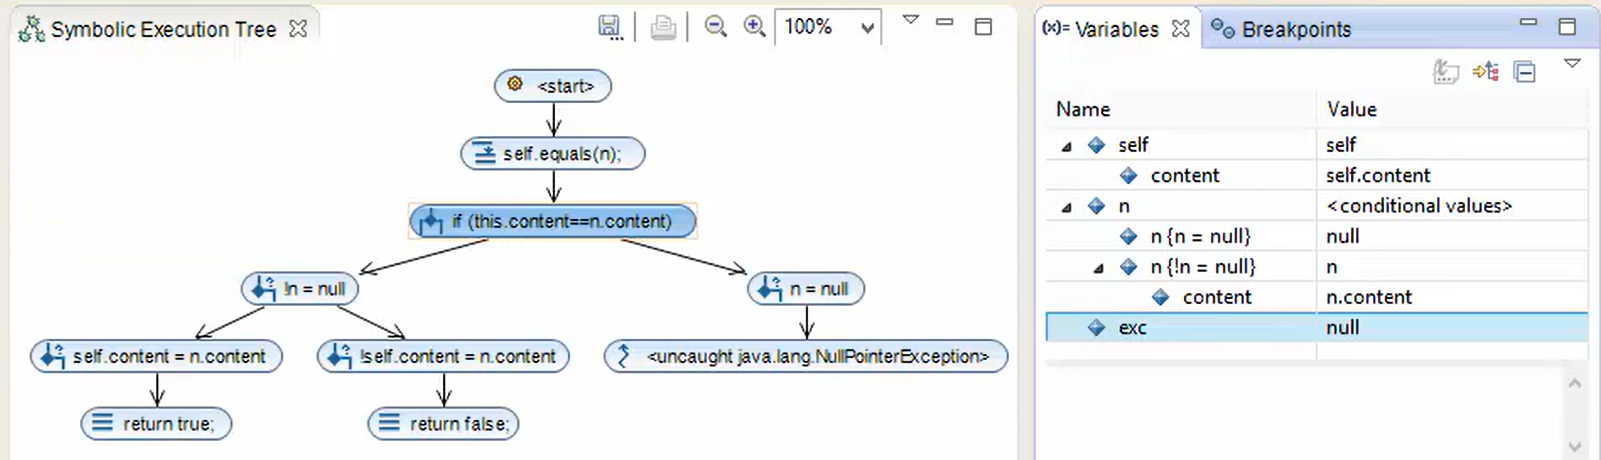 Symbolic Execution Tree
100%
<start>
self.equals(n);
if (this.content==n.content)
!n = null
n = null
self.content = n.content
!self.content = n.content
<uncaught java.lang.NullPointerException>
return true;
return false;
(x)= Variables
Breakpoints
Name Value
self self
content self.content
n <conditional values>
n {n = null} null
n {!n = null} n
content n.content
exc null